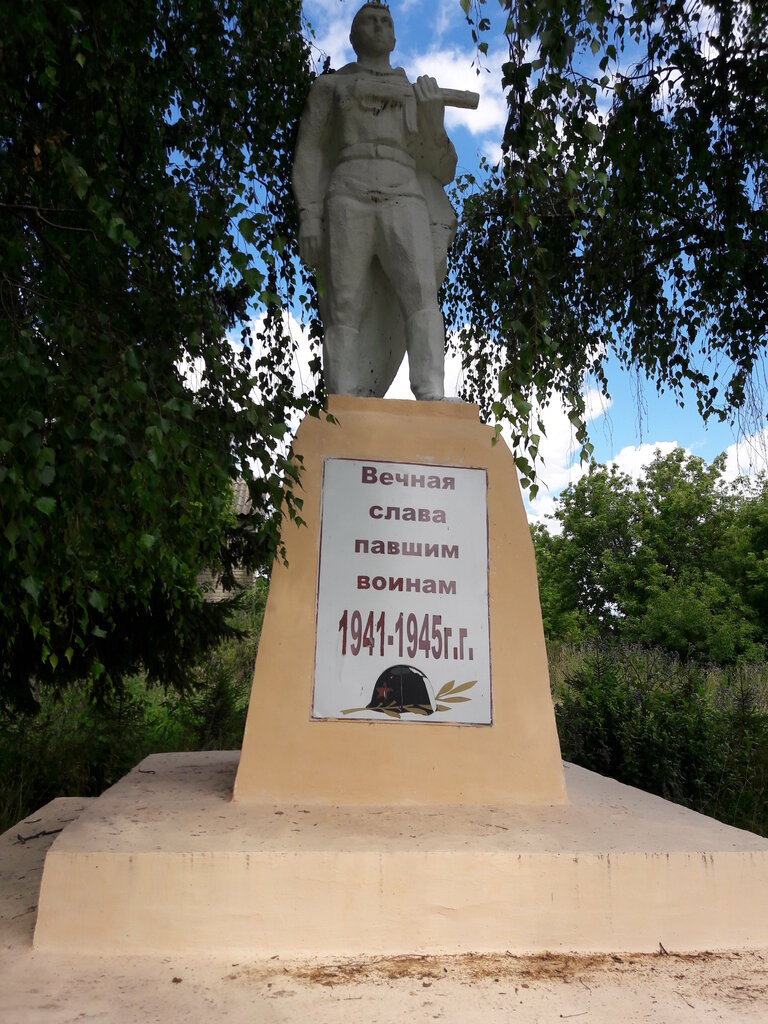 Вечная
слава
павшим
воинам
1941-1945г.г.